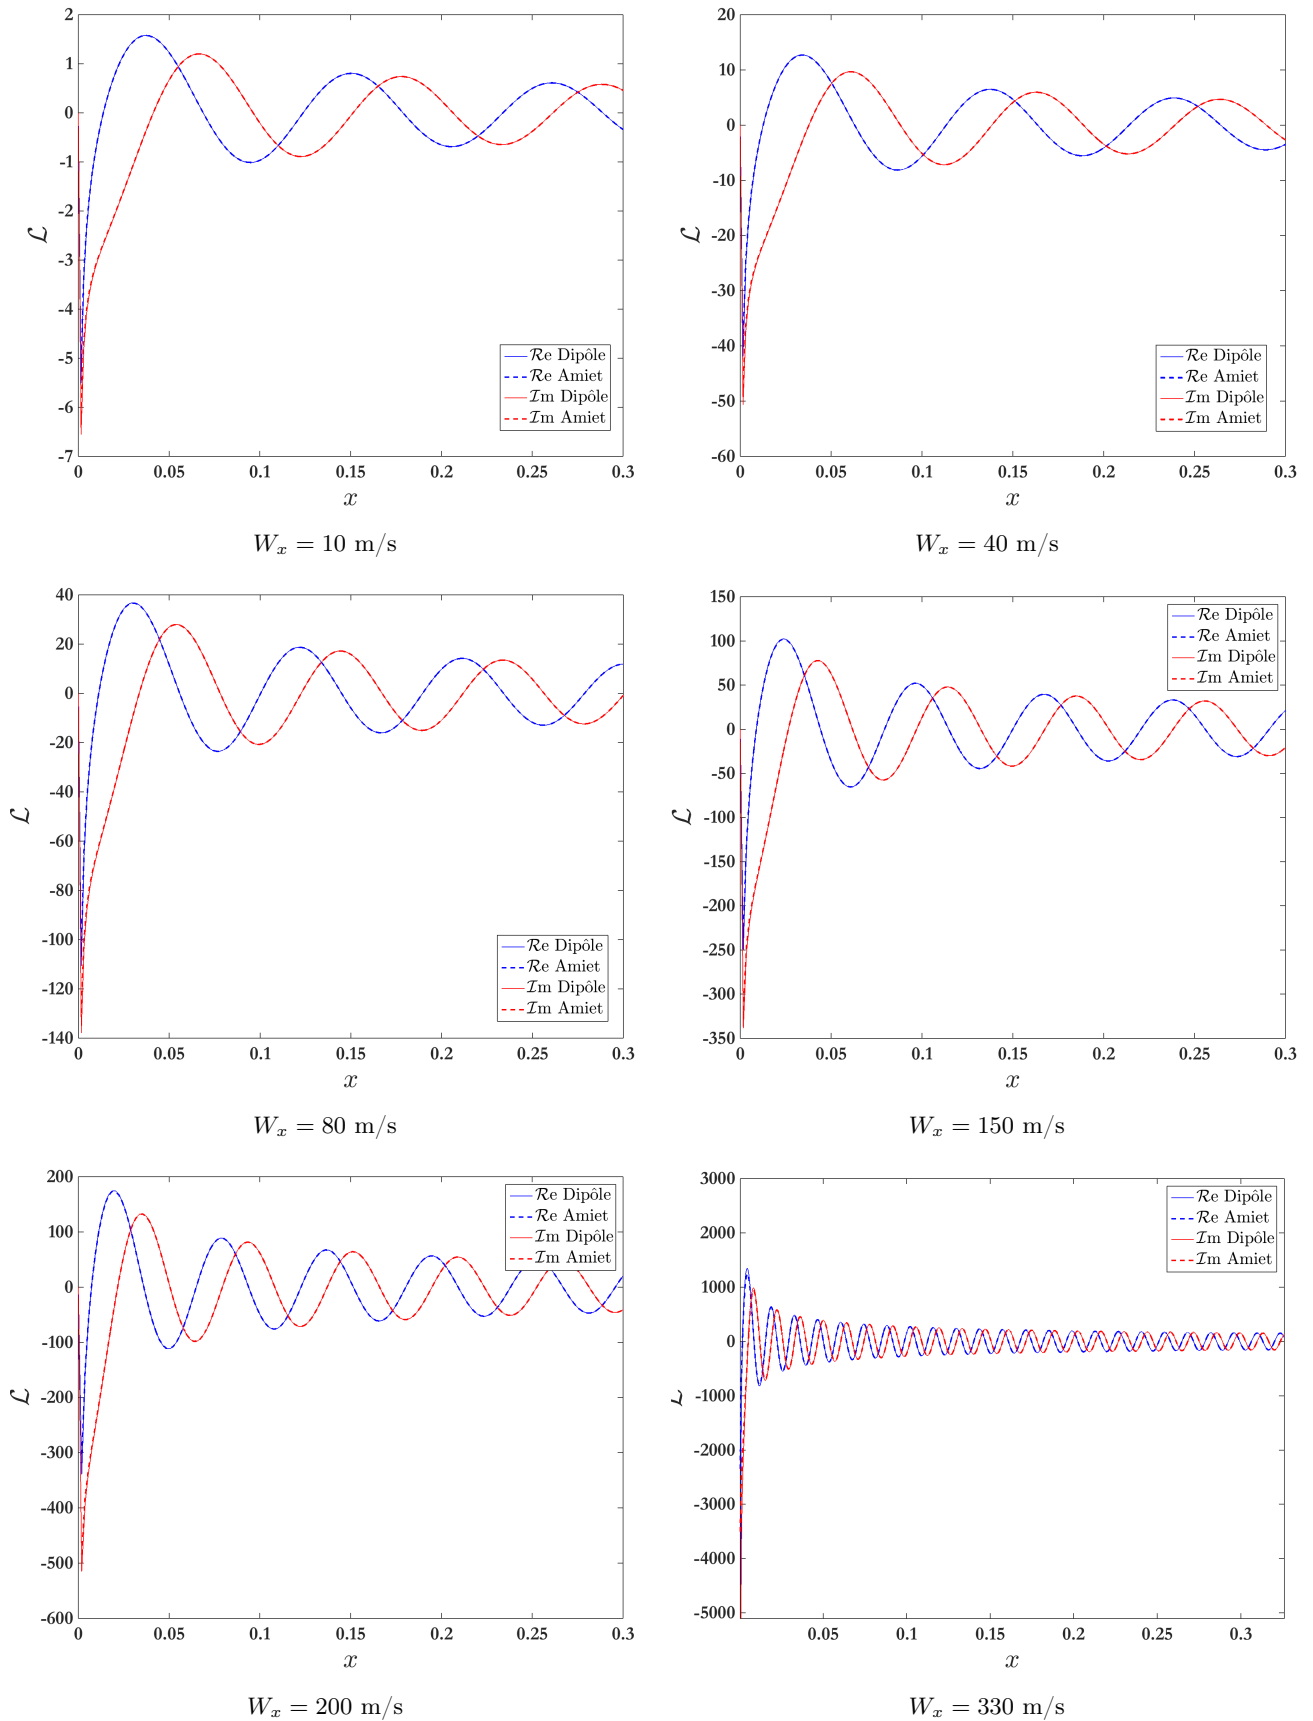 2
1
0
-1
-2
-3
-4
-5
-6
-7
0 0.05 0.1 0.15 0.2 0.25 0.3
ℒ
x
ℛe Dipôle
ℛe Amiet
ℐm Dipôle
ℐm Amiet
W_x = 10 m/s
20
10
0
-10
-20
-30
-40
-50
-60
0 0.05 0.1 0.15 0.2 0.25 0.3
ℒ
x
ℛe Dipôle
ℛe Amiet
ℐm Dipôle
ℐm Amiet
W_x = 40 m/s
40
20
0
-20
-40
-60
-80
-100
-120
-140
0 0.05 0.1 0.15 0.2 0.25 0.3
ℒ
x
ℛe Dipôle
ℛe Amiet
ℐm Dipôle
ℐm Amiet
W_x = 80 m/s
150
100
50
0
-50
-100
-150
-200
-250
-300
-350
0 0.05 0.1 0.15 0.2 0.25 0.3
ℒ
x
ℛe Dipôle
ℛe Amiet
ℐm Dipôle
ℐm Amiet
W_x = 150 m/s
200
100
0
-100
-200
-300
-400
-500
-600
0 0.05 0.1 0.15 0.2 0.25 0.3
ℒ
x
ℛe Dipôle
ℛe Amiet
ℐm Dipôle
ℐm Amiet
W_x = 200 m/s
3000
2000
1000
0
-1000
-2000
-3000
-4000
-5000
0.05 0.1 0.15 0.2 0.25 0.3
ℒ
x
ℛe Dipôle
ℛe Amiet
ℐm Dipôle
ℐm Amiet
W_x = 330 m/s